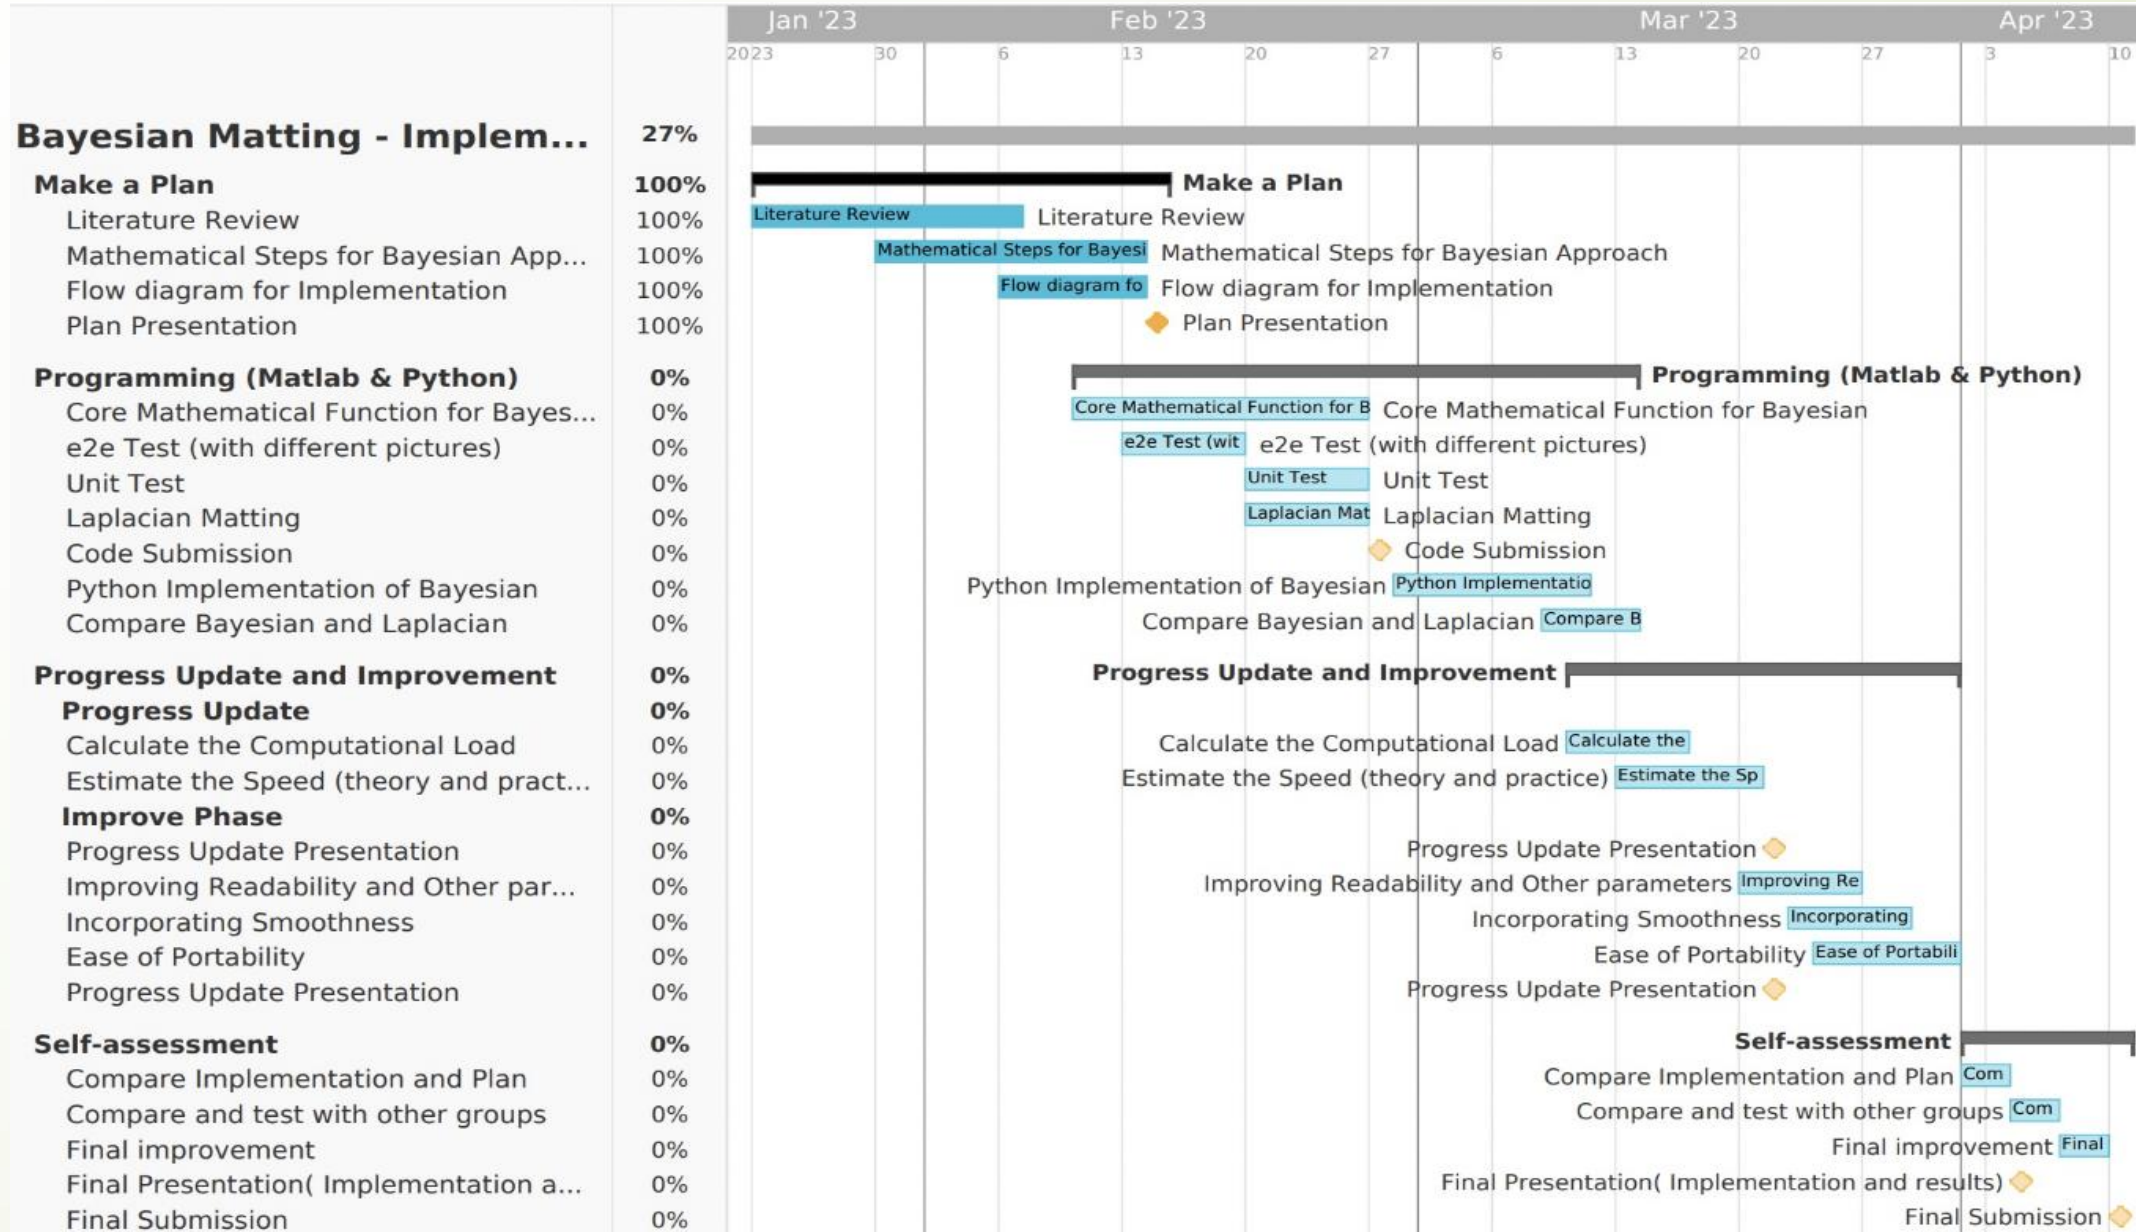 Jan '23 Feb '23 Mar '23 Apr '23
2023 30 6 13 20 27 6 13 20 27 3 10
Bayesian Matting - Implem... 27%
Make a Plan 100% Make a Plan
Literature Review 100% Literature Review Literature Review
Mathematical Steps for Bayesian App... 100% Mathematical Steps for Bayesi Mathematical Steps for Bayesian Approach
Flow diagram for Implementation 100% Flow diagram fo Flow diagram for Implementation
Plan Presentation 100% Plan Presentation
Programming (Matlab & Python) 0% Programming (Matlab & Python)
Core Mathematical Function for Bayes... 0% Core Mathematical Function for B Core Mathematical Function for Bayesian
e2e Test (with different pictures) 0% e2e Test (wit e2e Test (with different pictures)
Unit Test 0% Unit Test Unit Test
Laplacian Matting 0% Laplacian Mat Laplacian Matting
Code Submission 0% Code Submission
Python Implementation of Bayesian 0% Python Implementation of Bayesian Python Implementatio
Compare Bayesian and Laplacian 0% Compare Bayesian and Laplacian Compare B
Progress Update and Improvement 0% Progress Update and Improvement
Progress Update 0%
Calculate the Computational Load 0% Calculate the Computational Load Calculate the
Estimate the Speed (theory and pract... 0% Estimate the Speed (theory and practice) Estimate the Sp
Improve Phase 0%
Progress Update Presentation 0% Progress Update Presentation
Improving Readability and Other par... 0% Improving Readability and Other parameters Improving Re
Incorporating Smoothness 0% Incorporating Smoothness Incorporating
Ease of Portability 0% Ease of Portability Ease of Portabili
Progress Update Presentation 0% Progress Update Presentation
Self-assessment 0% Self-assessment
Compare Implementation and Plan 0% Compare Implementation and Plan Com
Compare and test with other groups 0% Compare and test with other groups Com
Final improvement 0% Final improvement Final
Final Presentation( Implementation a... 0% Final Presentation( Implementation and results)
Final Submission 0% Final Submission